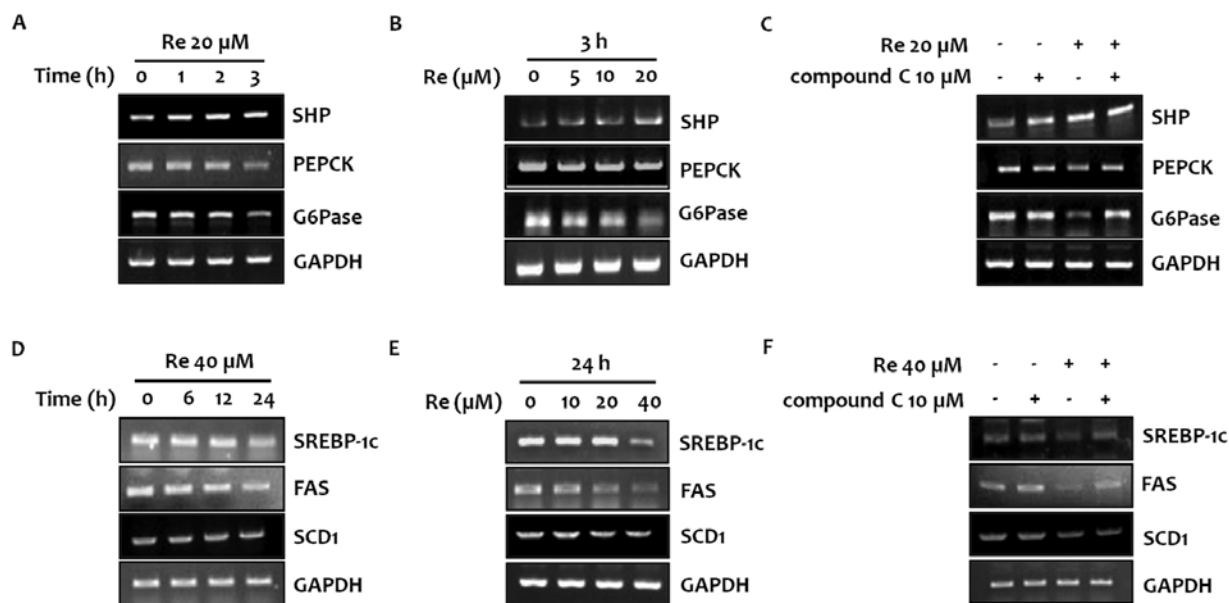 A
Re 20 µM
Time (h) 0 1 2 3
SHP
PEPCK
G6Pase
GAPDH
B
3 h
Re (µM) 0 5 10 20
SHP
PEPCK
G6Pase
GAPDH
C
Re 20 µM - - + +
compound C 10 µM - + - +
SHP
PEPCK
G6Pase
GAPDH
D
Re 40 µM
Time (h) 0 6 12 24
SREBP-1c
FAS
SCD1
GAPDH
E
24 h
Re (µM) 0 10 20 40
SREBP-1c
FAS
SCD1
GAPDH
F
Re 40 µM - - + +
compound C 10 µM - + - +
SREBP-1c
FAS
SCD1
GAPDH